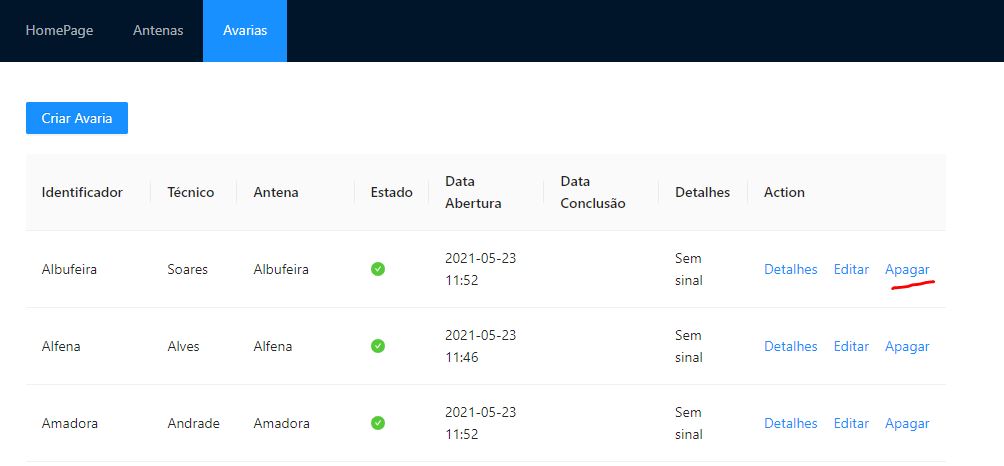 HomePage Antenas Avarias
Criar Avaria
Identificador Técnico Antena Estado Data Abertura Data Conclusão Detalhes Action
Albufeira Soares Albufeira 2021-05-23 11:52 Sem sinal Detalhes Editar Apagar
Alfena Alves Alfena 2021-05-23 11:46 Sem sinal Detalhes Editar Apagar
Amadora Andrade Amadora 2021-05-23 11:52 Sem sinal Detalhes Editar Apagar